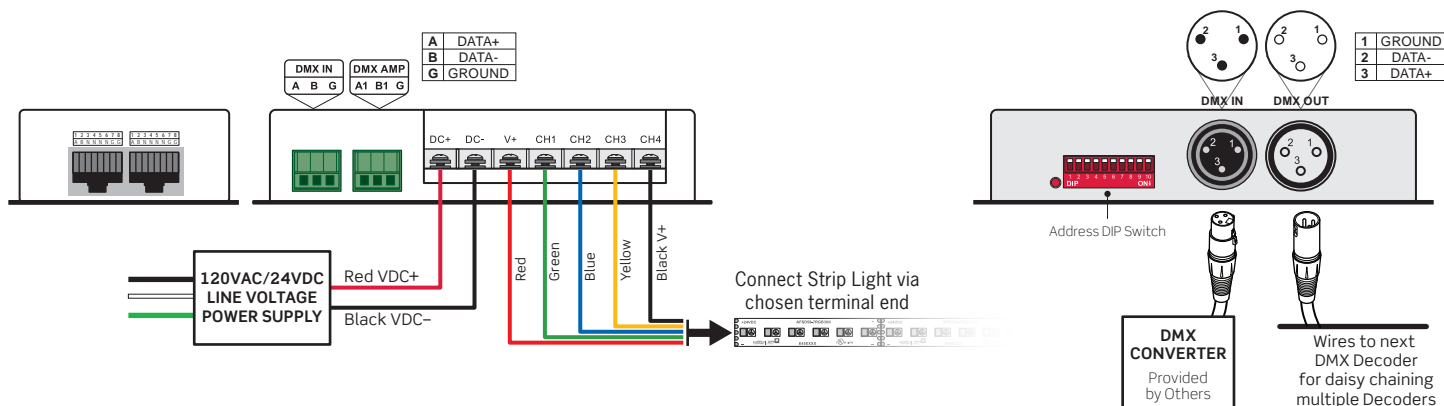 A DATA+
B DATA-
G GROUND
DMX IN
A B G
DMX AMP
A1 B1 G
1 2 3 4 5 6 7 8
A B N N N N G G
1 2 3 4 5 6 7 8
A B N N N N G G
DC+ DC- V+ CH1 CH2 CH3 CH4
120VAC/24VDC
LINE VOLTAGE
POWER SUPPLY
Red VDC+
Black VDC–
Red
Green
Blue
Yellow
Black V+
Connect Strip Light via
chosen terminal end
+24VDC
2 1
3
2 1
3
1 GROUND
2 DATA-
3 DATA+
DMX IN
DMX OUT
1 2 3 4 5 6 7 8 9 10
DIP
ON
2 1
3
2 1
3
Address DIP Switch
DMX
CONVERTER
Provided
by Others
Wires to next
DMX Decoder
for daisy chaining
multiple Decoders